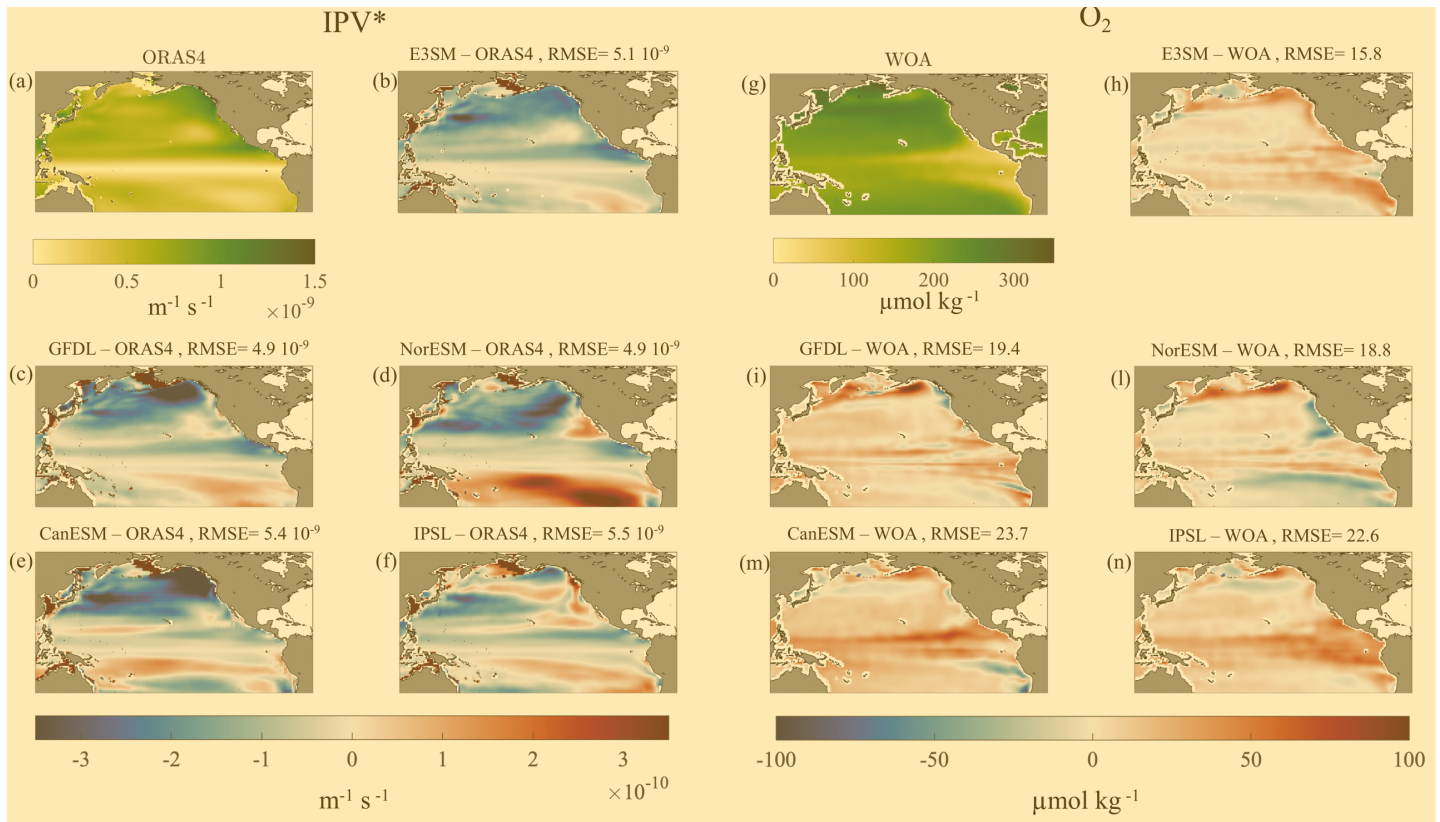 IPV*
O2
ORAS4
E3SM – ORAS4 , RMSE= 5.1 10-9
WOA
E3SM – WOA , RMSE= 15.8
(a)
(b)
(g)
(h)
0 0.5 1 1.5
×10-9
m-1 s-1
0 100 200 300
μmol kg-1
GFDL – ORAS4 , RMSE= 4.9 10-9
NorESM – ORAS4 , RMSE= 4.9 10-9
GFDL – WOA, RMSE= 19.4
NorESM – WOA, RMSE= 18.8
(c)
(d)
(i)
(l)
CanESM – ORAS4 , RMSE= 5.4 10-9
IPSL – ORAS4 , RMSE= 5.5 10-9
CanESM – WOA , RMSE= 23.7
IPSL – WOA , RMSE= 22.6
(e)
(f)
(m)
(n)
-3 -2 -1 0 1 2 3
×10-10
m-1 s-1
-100 -50 0 50 100
μmol kg-1